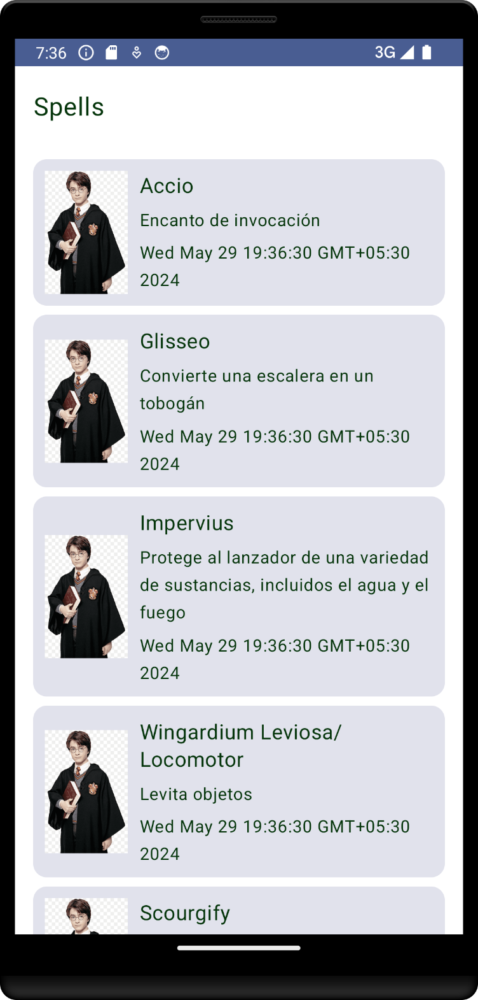 7:36
3G
Spells
Accio
Encanto de invocación
Wed May 29 19:36:30 GMT+05:30
2024
Glisseo
Convierte una escalera en un
tobogán
Wed May 29 19:36:30 GMT+05:30
2024
Impervius
Protege al lanzador de una variedad
de sustancias, incluidos el agua y el
fuego
Wed May 29 19:36:30 GMT+05:30
2024
Wingardium Leviosa/
Locomotor
Levita objetos
Wed May 29 19:36:30 GMT+05:30
2024
Scourgify